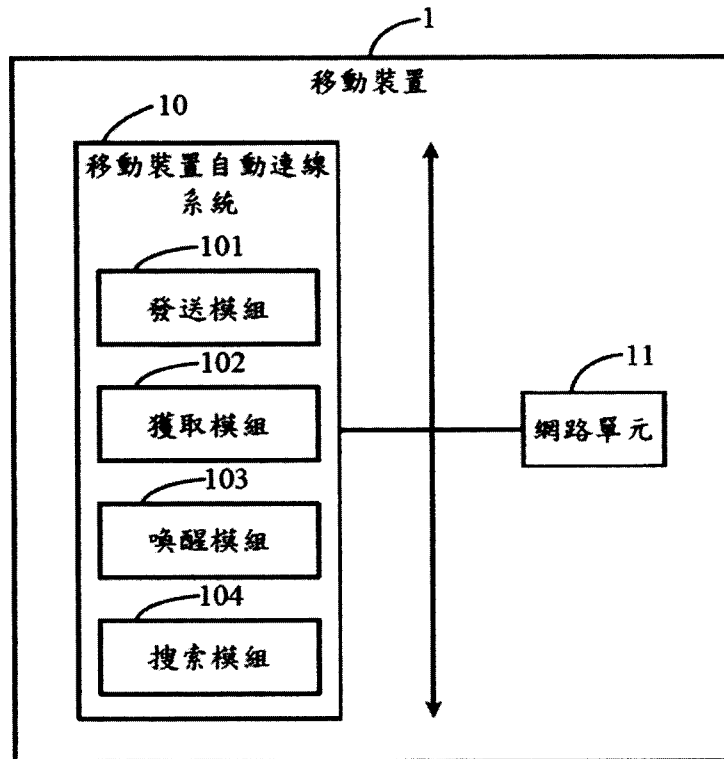 1
移動裝置
10
移動裝置自動連線
系統
101
發送模組
102
獲取模組
103
喚醒模組
104
搜索模組
11
網路單元